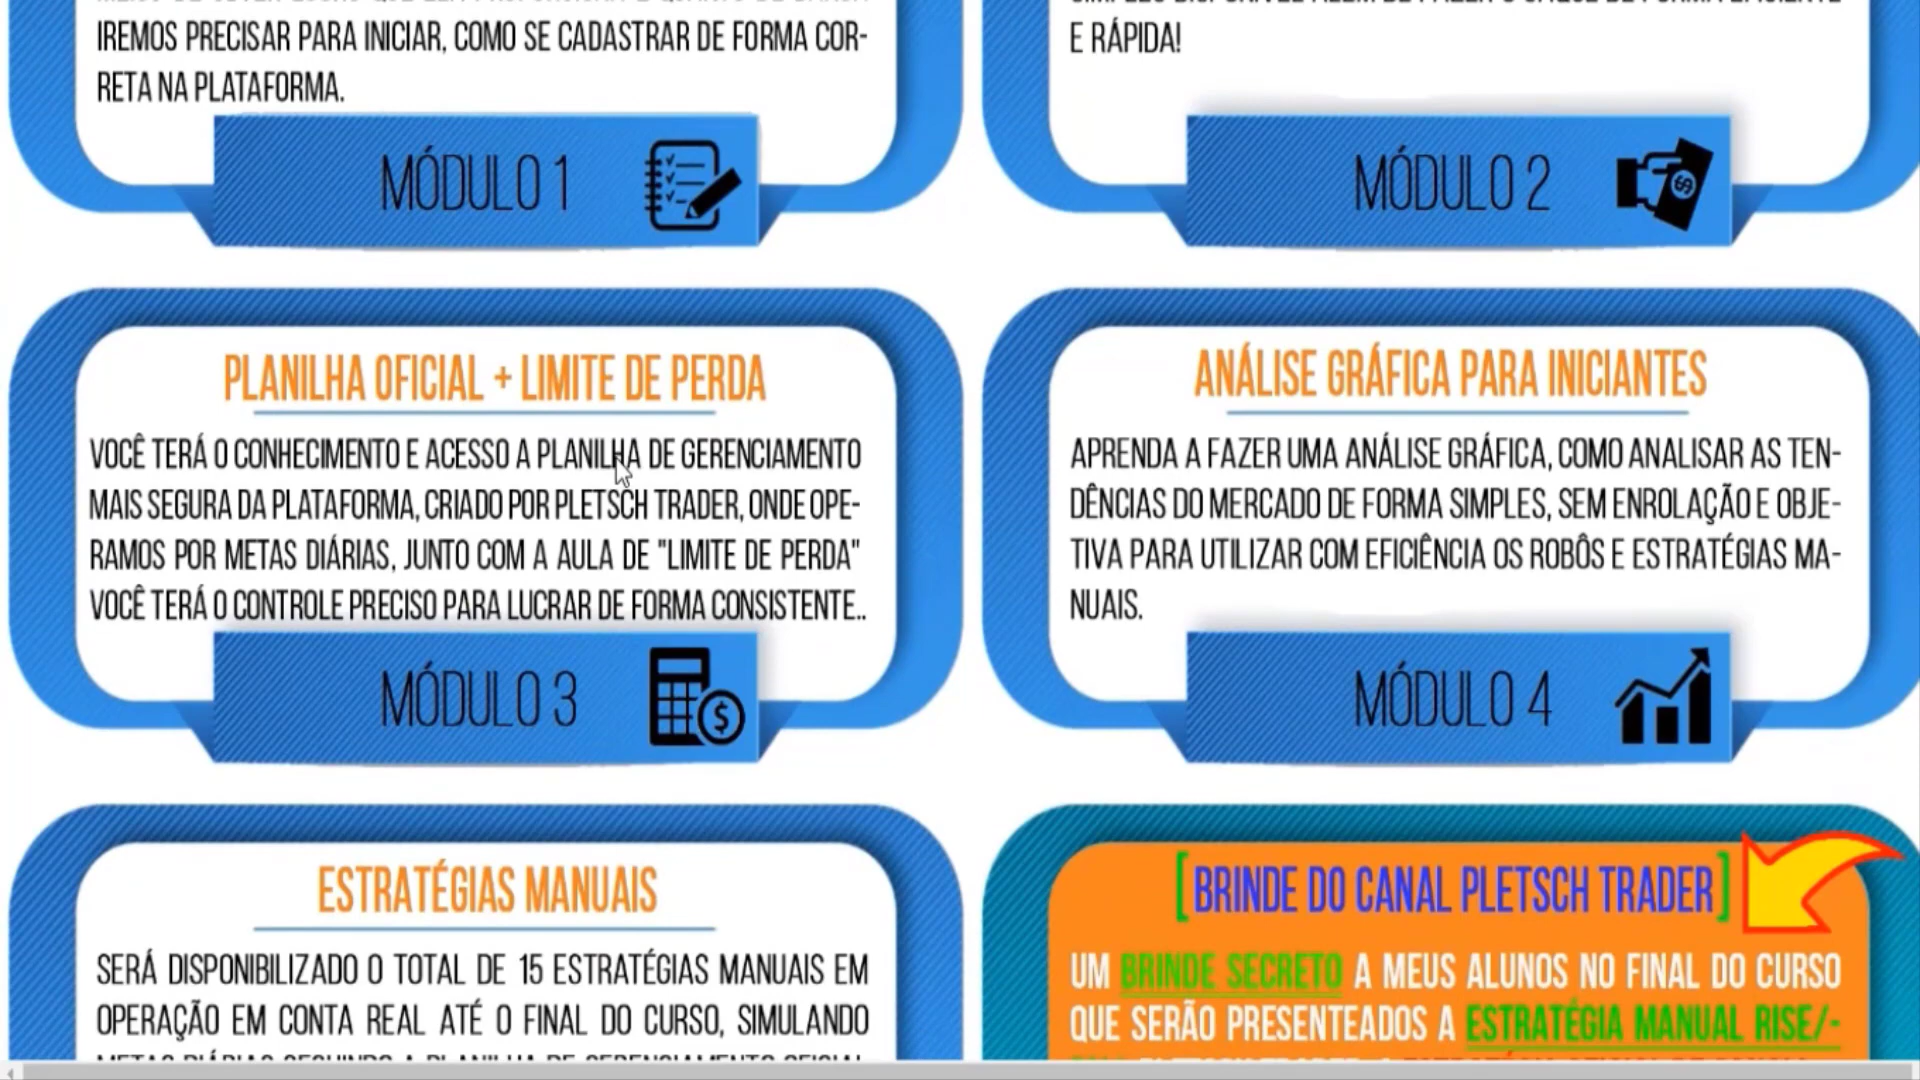 IREMOS PRECISAR PARA INICIAR, COMO SE CADASTRAR DE FORMA COR-
RETA NA PLATAFORMA.
MÓDULO 1
E RÁPIDA!
MÓDULO 2
PLANILHA OFICIAL + LIMITE DE PERDA
VOCÊ TERÁ O CONHECIMENTO E ACESSO A PLANILHA DE GERENCIAMENTO
MAIS SEGURA DA PLATAFORMA, CRIADO POR PLETSCH TRADER, ONDE OPE-
RAMOS POR METAS DIÁRIAS, JUNTO COM A AULA DE "LIMITE DE PERDA"
VOCÊ TERÁ O CONTROLE PRECISO PARA LUCRAR DE FORMA CONSISTENTE..
MÓDULO 3
ANÁLISE GRÁFICA PARA INICIANTES
APRENDA A FAZER UMA ANÁLISE GRÁFICA, COMO ANALISAR AS TEN-
DÊNCIAS DO MERCADO DE FORMA SIMPLES, SEM ENROLAÇÃO E OBJE-
TIVA PARA UTILIZAR COM EFICIÊNCIA OS ROBÔS E ESTRATÉGIAS MA-
NUAIS.
MÓDULO 4
ESTRATÉGIAS MANUAIS
SERÁ DISPONIBILIZADO O TOTAL DE 15 ESTRATÉGIAS MANUAIS EM
OPERAÇÃO EM CONTA REAL ATÉ O FINAL DO CURSO, SIMULANDO
[BRINDE DO CANAL PLETSCH TRADER]
UM BRINDE SECRETO A MEUS ALUNOS NO FINAL DO CURSO
QUE SERÃO PRESENTEADOS A ESTRATÉGIA MANUAL RISE/-